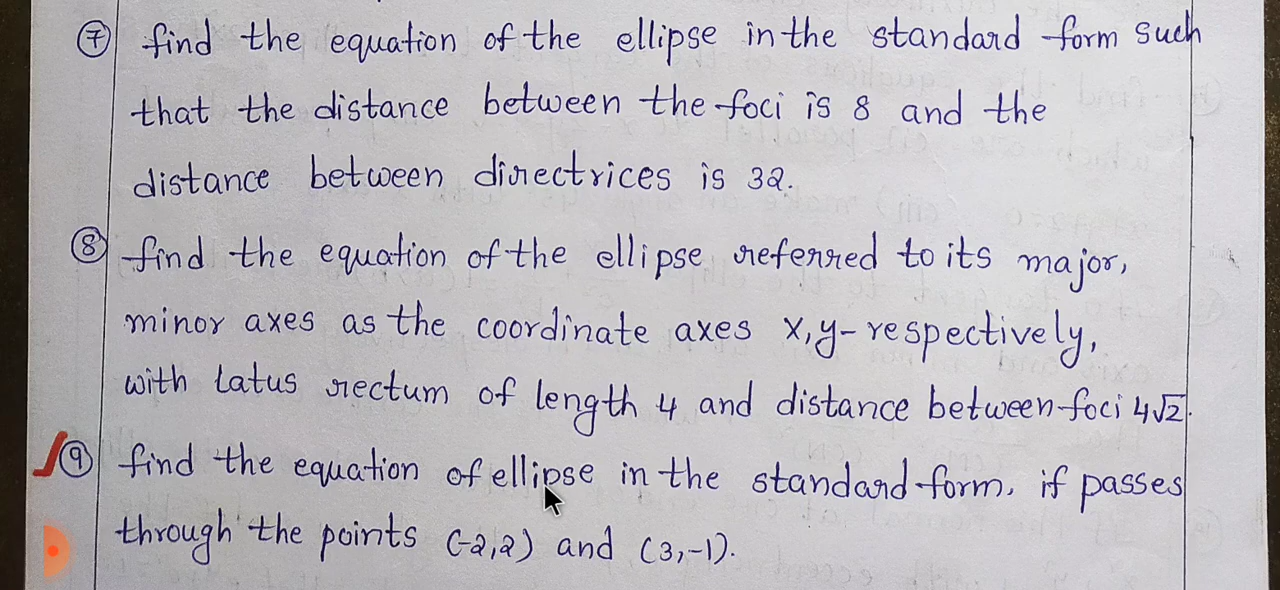 7 find the equation of the ellipse in the standard form such
that the distance between the foci is 8 and the
distance between directrices is 32.
8 find the equation of the ellipse referred to its major,
minor axes as the coordinate axes x,y-respectively,
with Latus rectum of length 4 and distance between foci 4√2.
9 find the equation of ellipse in the standard form, if passes
through the points (-2,2) and (3,-1).